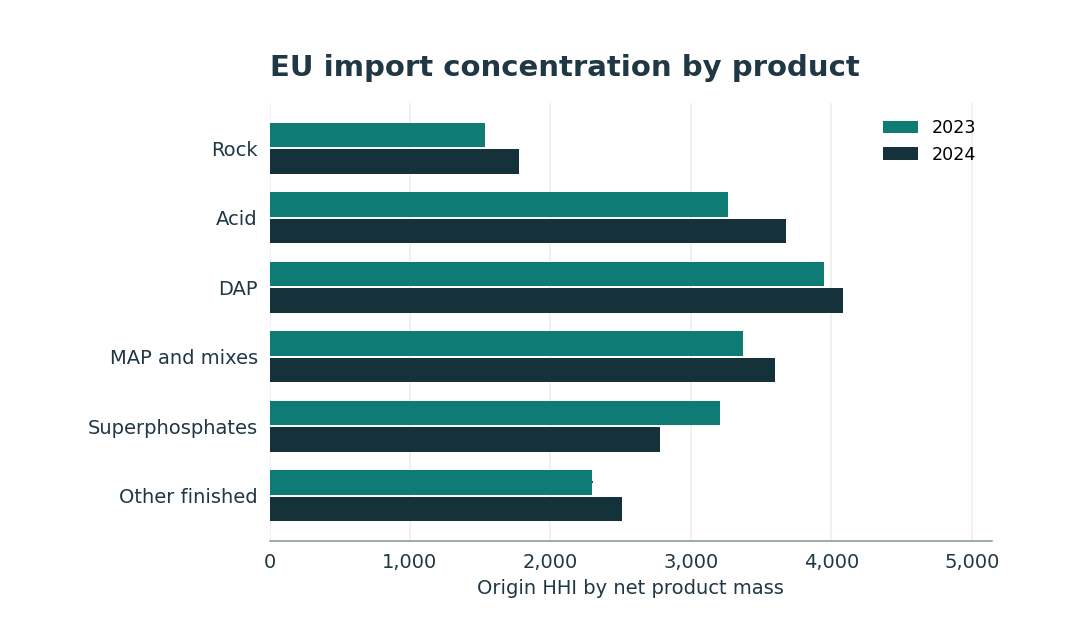 EU import concentration by product
2023
2024
Rock
Acid
DAP
MAP and mixes
Superphosphates
Other finished
0 1,000 2,000 3,000 4,000 5,000
Origin HHI by net product mass